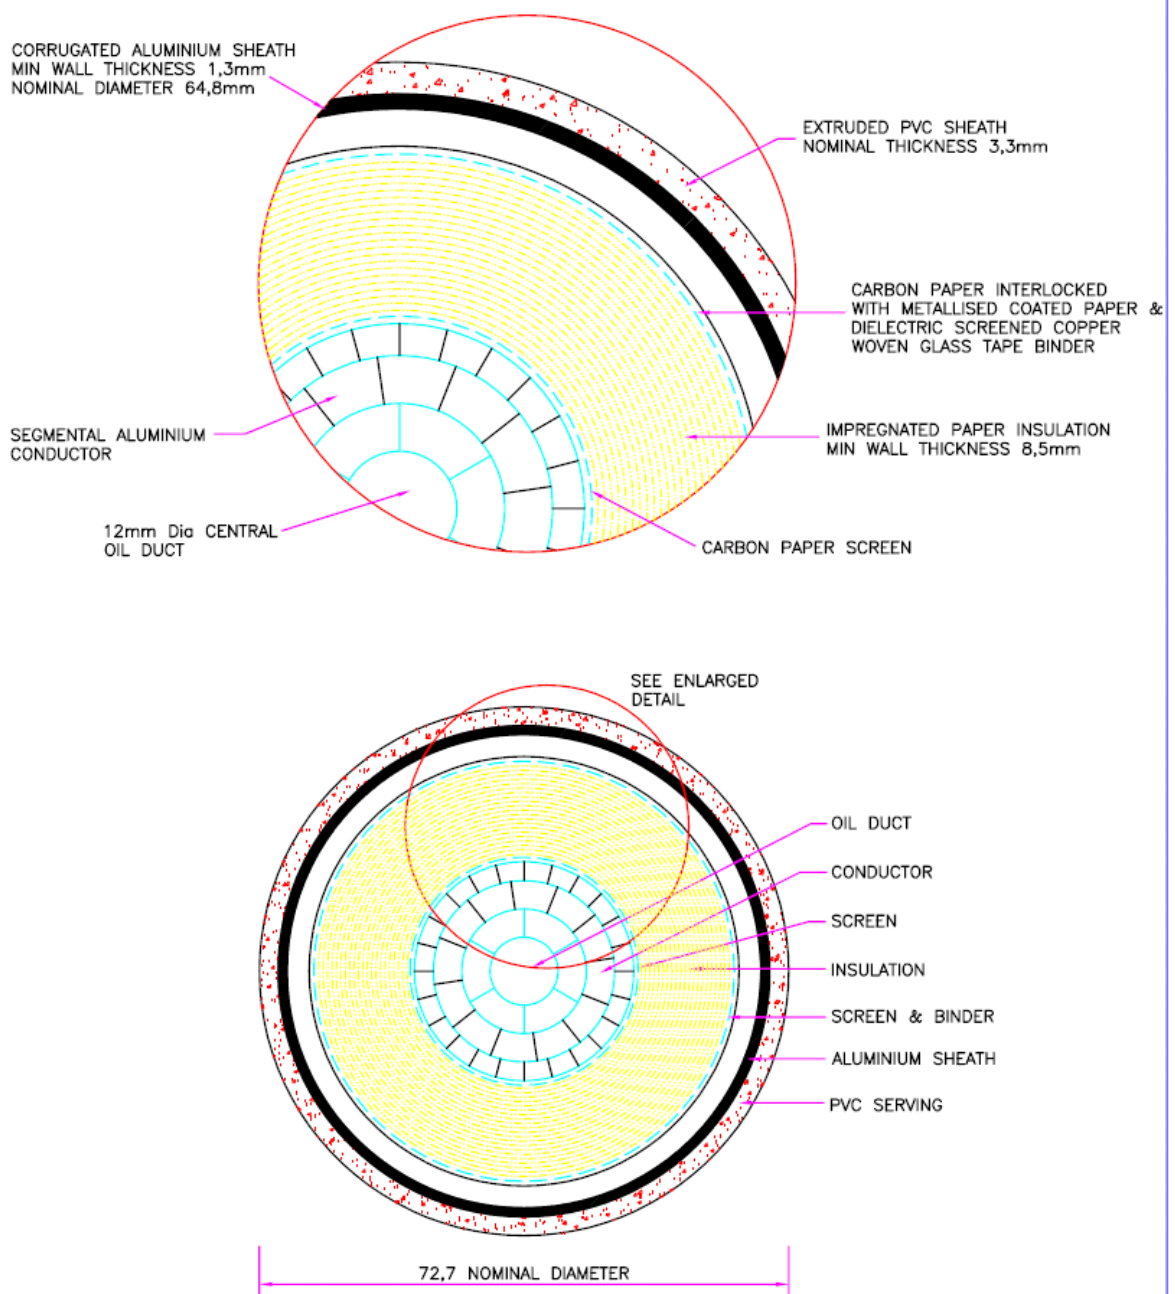 CORRUGATED ALUMINIUM SHEATH
MIN WALL THICKNESS 1,3mm
NOMINAL DIAMETER 64,8mm
EXTRUDED PVC SHEATH
NOMINAL THICKNESS 3,3mm
CARBON PAPER INTERLOCKED
WITH METALLISED COATED PAPER &
DIELECTRIC SCREENED COPPER
WOVEN GLASS TAPE BINDER
SEGMENTAL ALUMINIUM
CONDUCTOR
IMPREGNATED PAPER INSULATION
MIN WALL THICKNESS 8,5mm
12mm Dia CENTRAL
OIL DUCT
CARBON PAPER SCREEN
SEE ENLARGED
DETAIL
OIL DUCT
CONDUCTOR
SCREEN
INSULATION
SCREEN & BINDER
ALUMINIUM SHEATH
PVC SERVING
72,7 NOMINAL DIAMETER